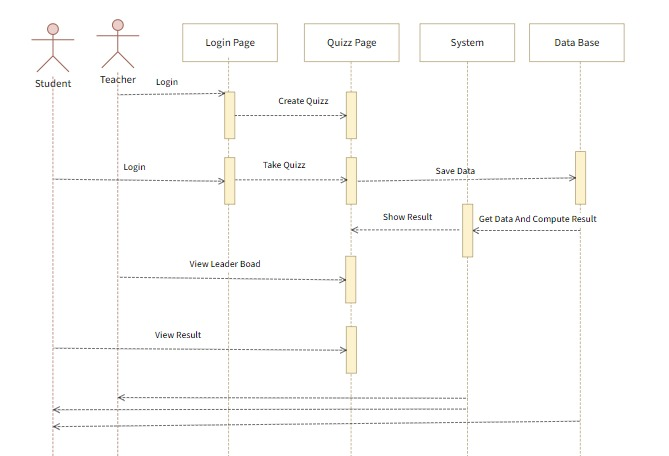 Login Page
Quizz Page
System
Data Base
Student
Teacher
Login
Create Quizz
Login
Take Quizz
Save Data
Show Result
Get Data And Compute Result
View Leader Boad
View Result